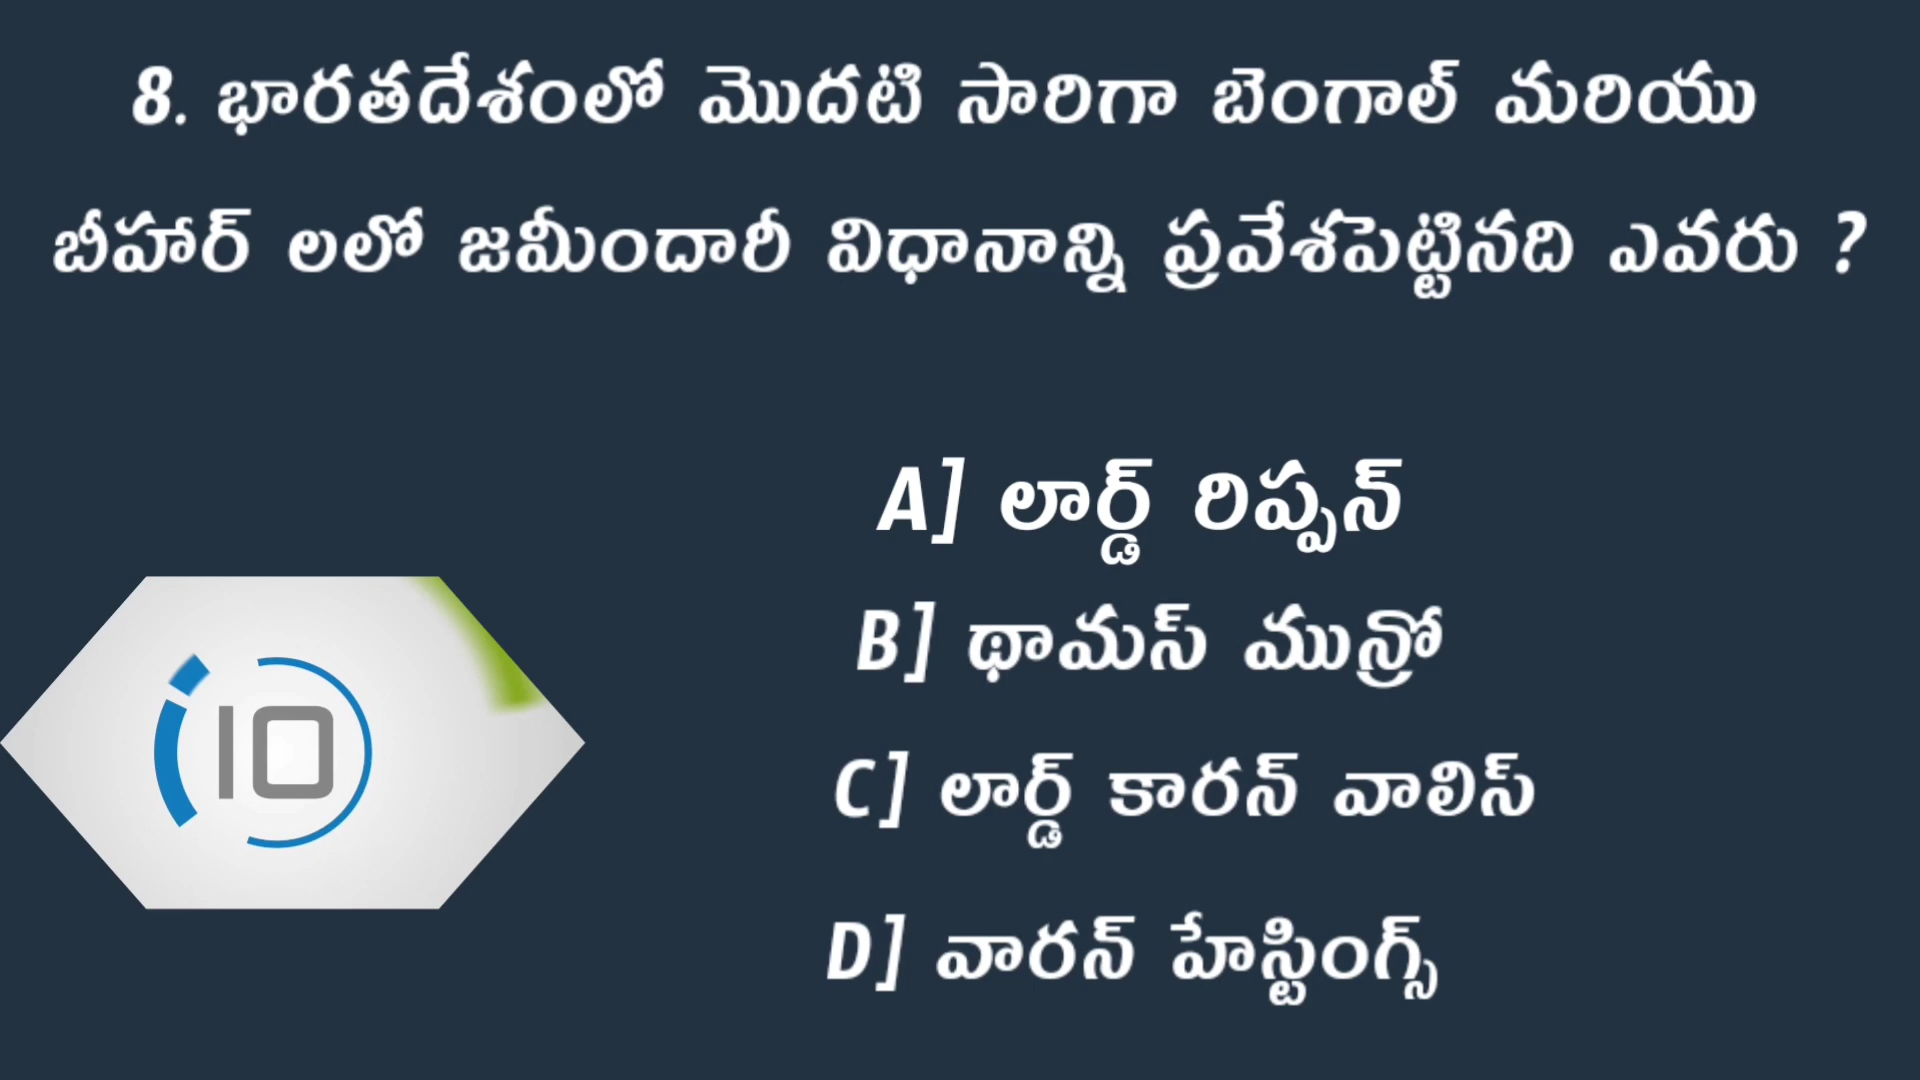 8. భారతదేశంలో మొదటి సారిగా బెంగాల్ మరియు
బీహార్ లలో జమీందారీ విధానాన్ని ప్రవేశపెట్టినది ఎవరు ?
A] లార్డ్ రిప్పన్
B] థామస్ మున్రో
C] లార్డ్ కారన్ వాలిస్
D] వారన్ హేస్టింగ్స్
10